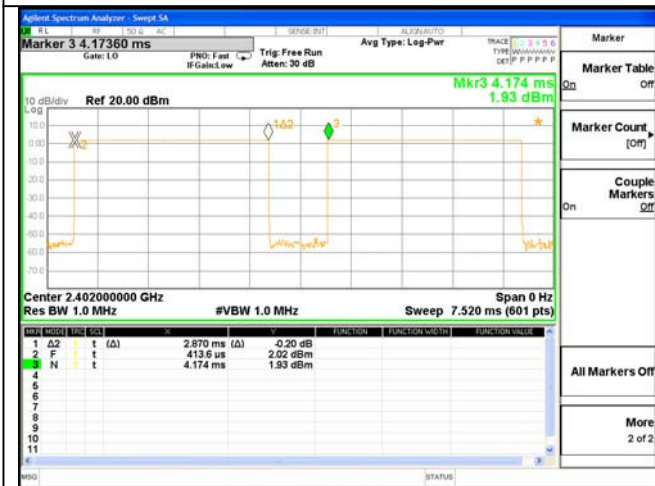 Agilent Spectrum Analyzer - Swept SA
RL RF 50 Ω AC SENSE:INT ALIGNAUTO
Marker 3 4.17360 ms
Gate: LO
PNO: Fast
IFGain:Low
Trig: Free Run
Atten: 30 dB
Avg Type: Log-Pwr
TRACE 1 2 3 4 5 6
TYPE WWWWWW
DET P P P P P P
Mkr3 4.174 ms
1.93 dBm
10 dB/div Ref 20.00 dBm
Log
10.0
0.00
-10.0
-20.0
-30.0
-40.0
-50.0
-60.0
-70.0
2
1Δ2
3
Center 2.402000000 GHz Span 0 Hz
Res BW 1.0 MHz #VBW 1.0 MHz Sweep 7.520 ms (601 pts)
MKR MODE TRC SCL X Y FUNCTION FUNCTION WIDTH FUNCTION VALUE
1 Δ2 t (Δ) 2.870 ms (Δ) -0.20 dB
2 F t 413.6 µs 2.02 dBm
3 N t 4.174 ms 1.93 dBm
4
5
6
7
8
9
10
11
MSG STATUS
Marker
Marker Table
On Off
Marker Count
[Off]
Couple
Markers
On Off
All Markers Off
More
2 of 2